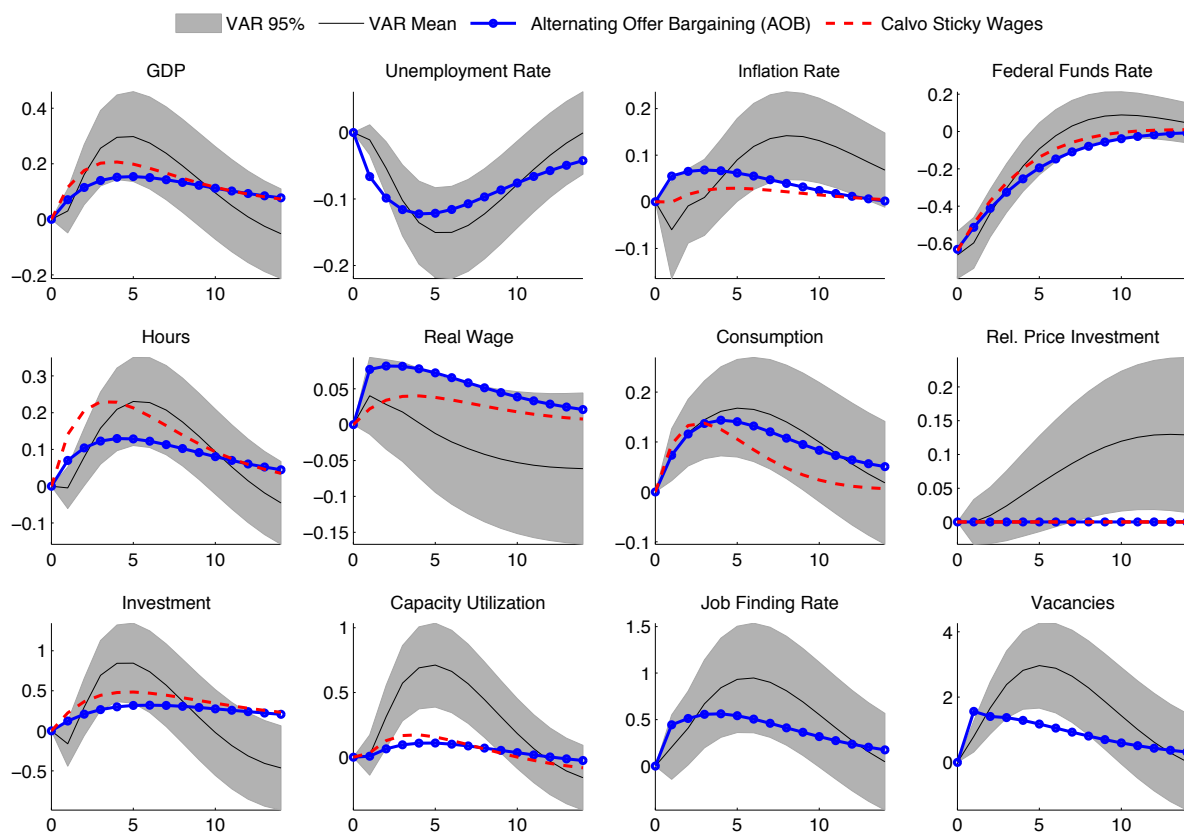 VAR 95% VAR Mean Alternating Offer Bargaining (AOB) Calvo Sticky Wages
GDP
0.4
0.2
0
−0.2
0 5 10
Unemployment Rate
0
−0.1
−0.2
0 5 10
Inflation Rate
0.2
0.1
0
−0.1
0 5 10
Federal Funds Rate
0.2
0
−0.2
−0.4
−0.6
0 5 10
Hours
0.3
0.2
0.1
0
−0.1
0 5 10
Real Wage
0.05
0
−0.05
−0.1
−0.15
0 5 10
Consumption
0.2
0.1
0
−0.1
0 5 10
Rel. Price Investment
0.2
0.15
0.1
0.05
0
0 5 10
Investment
1
0.5
0
−0.5
0 5 10
Capacity Utilization
1
0.5
0
0 5 10
Job Finding Rate
1.5
1
0.5
0
0 5 10
Vacancies
4
2
0
0 5 10